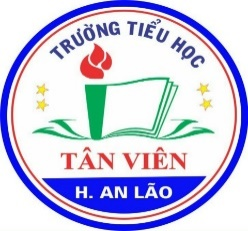 TRƯỜNG TIỂU HỌC
TÂN VIÊN
H. AN LÃO